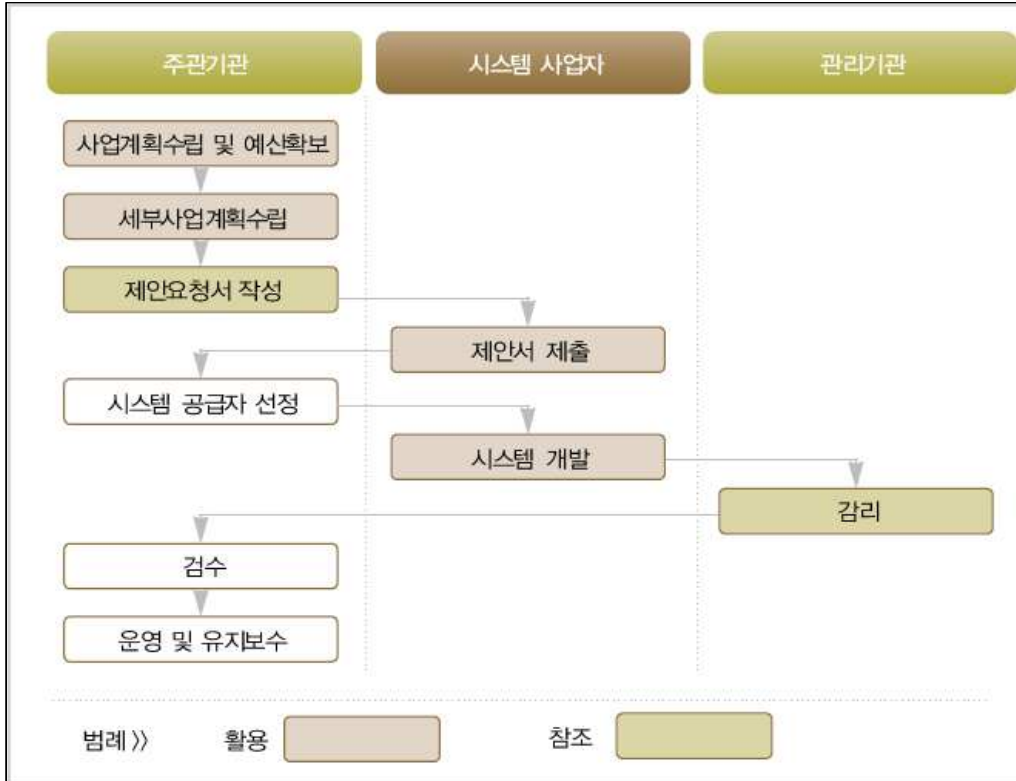 주관기관
시스템 사업자
관리기관
사업계획수립 및 예산확보
세부사업계획수립
제안요청서 작성
제안서 제출
시스템 공급자 선정
시스템 개발
감리
검수
운영 및 유지보수
범례 》 활용 참조